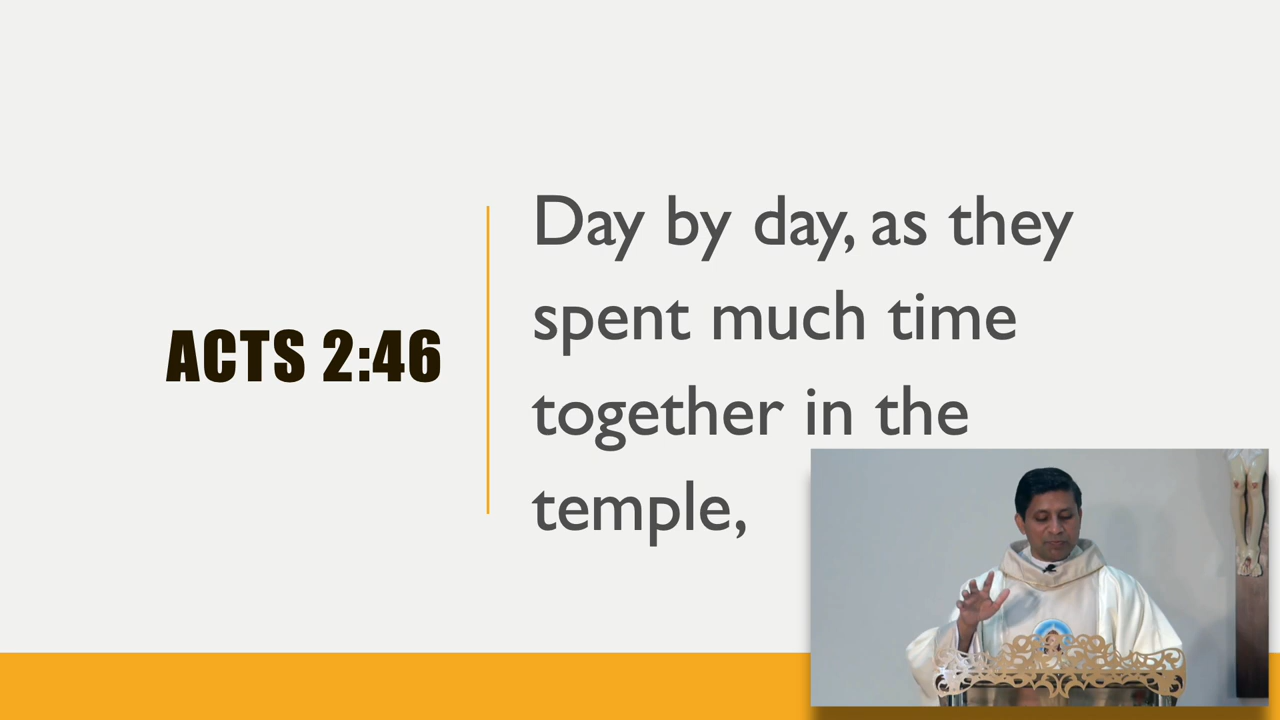 ACTS 2:46
Day by day, as they
spent much time
together in the
temple,